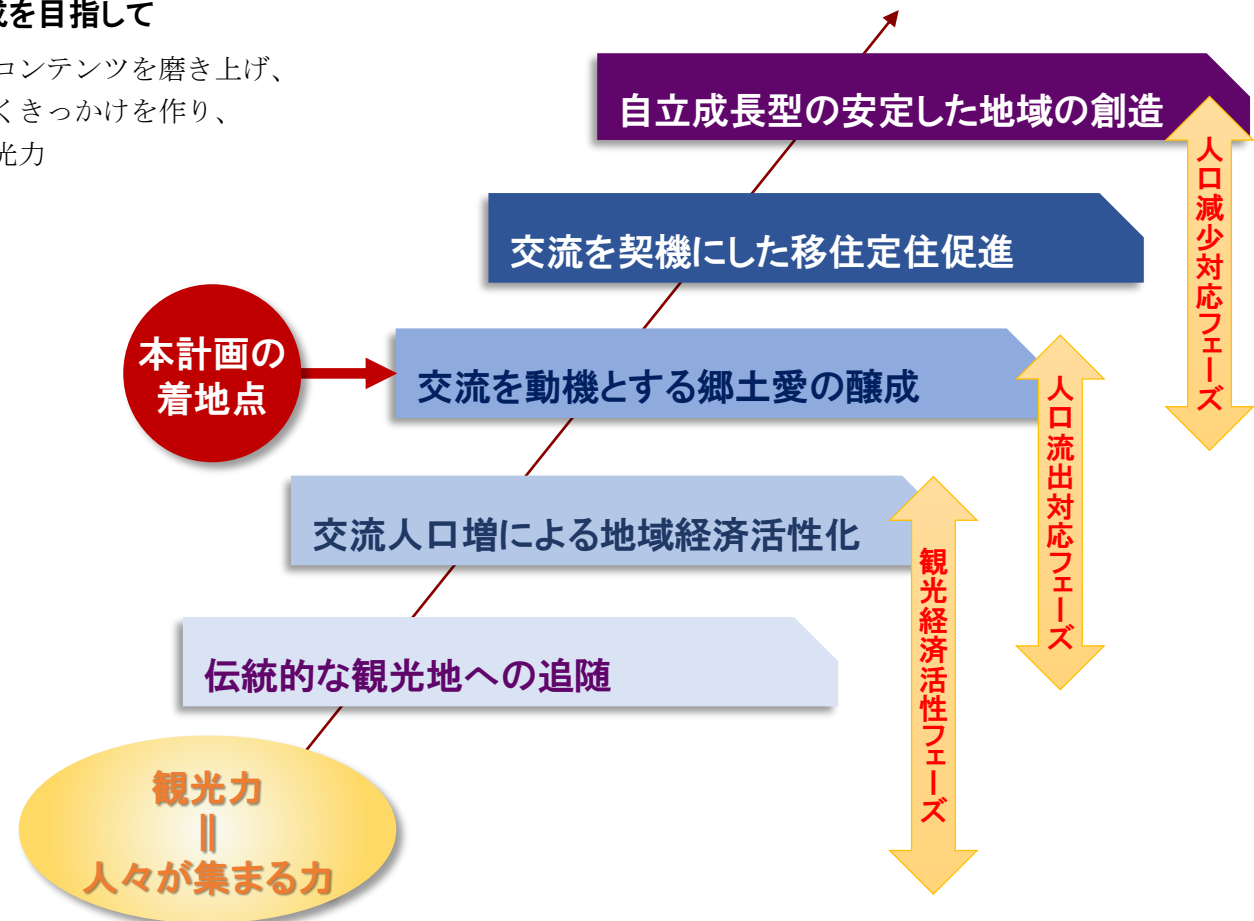 成を目指して
コンテンツを磨き上げ、
くきっかけを作り、
光力
自立成長型の安定した地域の創造
交流を契機にした移住定住促進
本計画の
着地点
交流を動機とする郷土愛の醸成
交流人口増による地域経済活性化
伝統的な観光地への追随
観光力
||
人々が集まる力
人口減少対応フェーズ
人口流出対応フェーズ
観光経済活性フェーズ